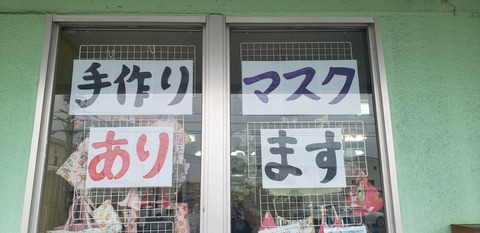 手作り マスク
あり ます